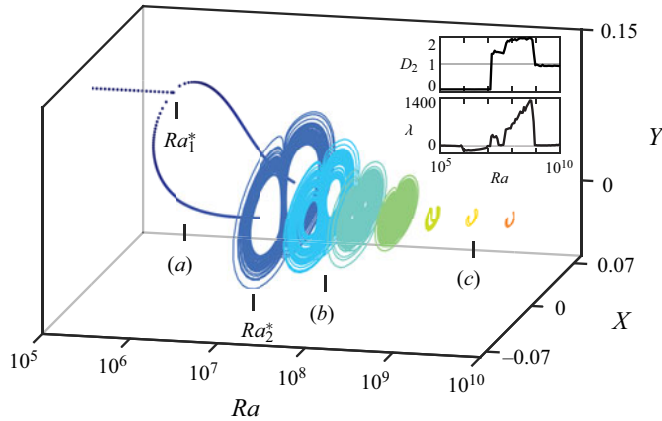 0.15
2
D₂ 1
0
Y
1400
λ
0
Ra₁*
10⁵ 10¹⁰
Ra
0
(a)
(c)
0.07
(b)
Ra₂*
0
X
–0.07
10⁵ 10⁶ 10⁷ 10⁸ 10⁹ 10¹⁰
Ra